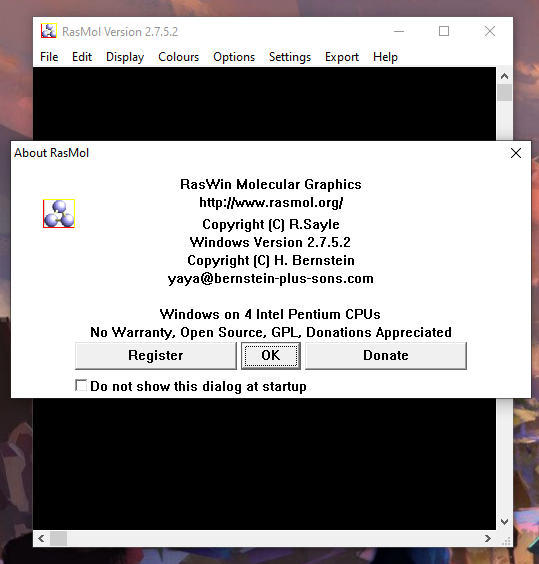 RasMol Version 2.7.5.2
File Edit Display Colours Options Settings Export Help
About RasMol
RasWin Molecular Graphics
http://www.rasmol.org/
Copyright (C) R.Sayle
Windows Version 2.7.5.2
Copyright (C) H. Bernstein
yaya@bernstein-plus-sons.com
Windows on 4 Intel Pentium CPUs
No Warranty, Open Source, GPL, Donations Appreciated
Register OK Donate
Do not show this dialog at startup